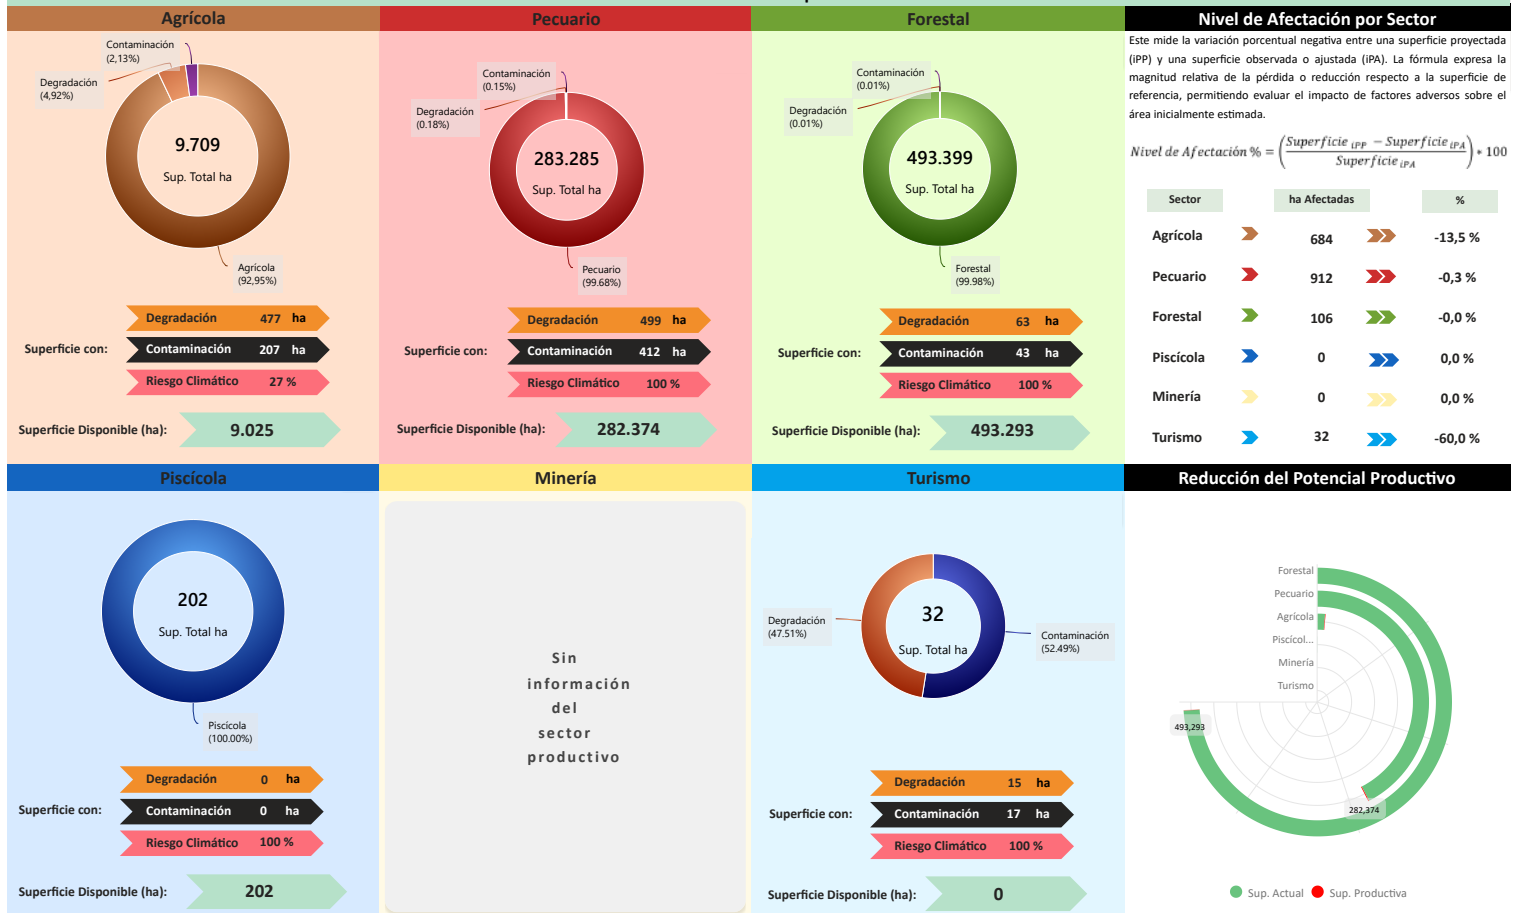 Agrícola
Contaminación
(2,13%)
Degradación
(4,92%)
9.709
Sup. Total ha
Agrícola
(92,95%)
Superficie con:
Degradación 477 ha
Contaminación 207 ha
Riesgo Climático 27 %
Superficie Disponible (ha): 9.025
Pecuario
Contaminación
(0.15%)
Degradación
(0.18%)
283.285
Sup. Total ha
Pecuario
(99.68%)
Superficie con:
Degradación 499 ha
Contaminación 412 ha
Riesgo Climático 100 %
Superficie Disponible (ha): 282.374
Forestal
Contaminación
(0.01%)
Degradación
(0.01%)
493.399
Sup. Total ha
Forestal
(99.98%)
Superficie con:
Degradación 63 ha
Contaminación 43 ha
Riesgo Climático 100 %
Superficie Disponible (ha): 493.293
Nivel de Afectación por Sector
Este mide la variación porcentual negativa entre una superficie proyectada
(iPP) y una superficie observada o ajustada (iPA). La fórmula expresa la
magnitud relativa de la pérdida o reducción respecto a la superficie de
referencia, permitiendo evaluar el impacto de factores adversos sobre el
área inicialmente estimada.
Nivel de Afectación % = (Superficie iPP − Superficie iPA / Superficie iPA) * 100
Sector ha Afectadas %
Agrícola 684 -13,5 %
Pecuario 912 -0,3 %
Forestal 106 -0,0 %
Piscícola 0 0,0 %
Minería 0 0,0 %
Turismo 32 -60,0 %
Piscícola
202
Sup. Total ha
Piscícola
(100.00%)
Superficie con:
Degradación 0 ha
Contaminación 0 ha
Riesgo Climático 100 %
Superficie Disponible (ha): 202
Minería
Sin
información
del
sector
productivo
Turismo
32
Sup. Total ha
Degradación
(47.51%)
Contaminación
(52.49%)
Superficie con:
Degradación 15 ha
Contaminación 17 ha
Riesgo Climático 100 %
Superficie Disponible (ha): 0
Reducción del Potencial Productivo
Forestal
Pecuario
Agrícola
Piscícol...
Minería
Turismo
493,293
282,374
Sup. Actual Sup. Productiva